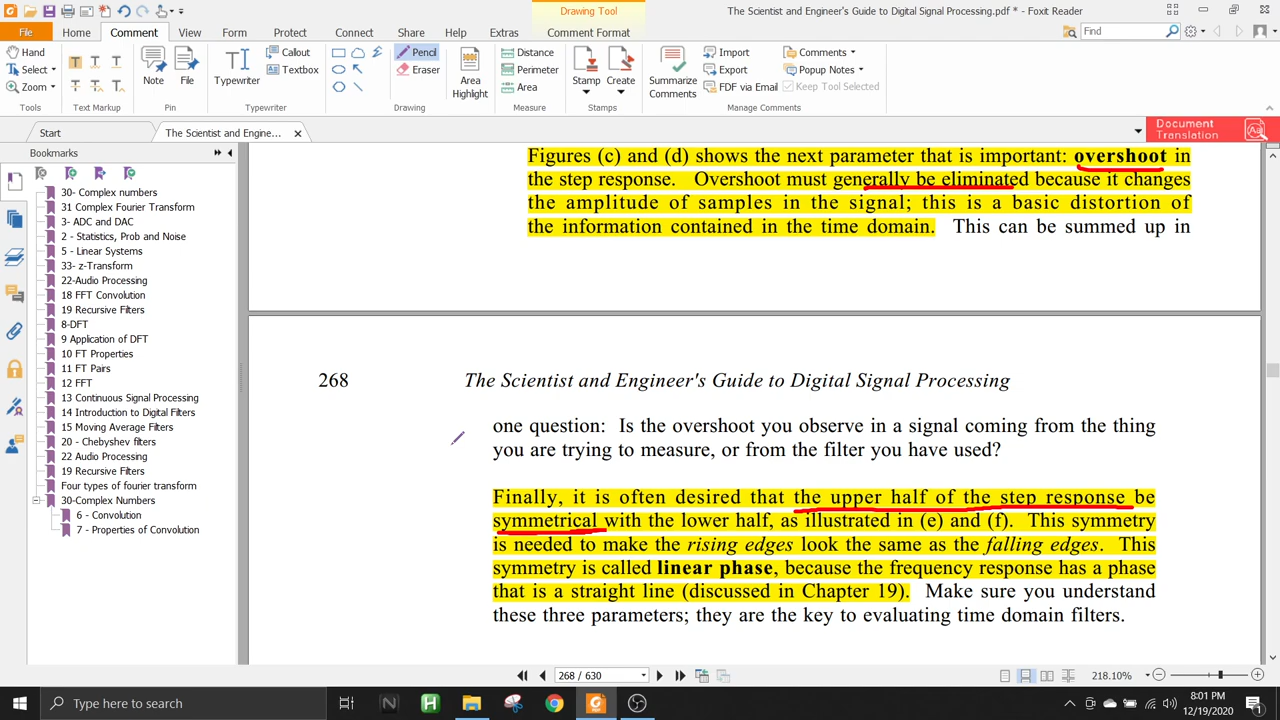 The Scientist and Engineer's Guide to Digital Signal Processing.pdf * - Foxit Reader
Drawing Tool
File Home Comment View Form Protect Connect Share Help Extras Comment Format Find
Hand
Select
Zoom
Tools
Text Markup
Note
File
Pin
Typewriter
Callout
Textbox
Typewriter
Pencil
Eraser
Drawing
Area
Highlight
Distance
Perimeter
Area
Measure
Stamp
Create
Stamps
Summarize
Comments
Import
Export
FDF via Email
Comments
Popup Notes
Keep Tool Selected
Manage Comments
Start
The Scientist and Engine...
Document
Translation
Bookmarks
30- Complex numbers
31 Complex Fourier Transform
3- ADC and DAC
2 - Statistics, Prob and Noise
5 - Linear Systems
33- z-Transform
22-Audio Processing
18 FFT Convolution
19 Recursive Filters
8-DFT
9 Application of DFT
10 FT Properties
11 FT Pairs
12 FFT
13 Continuous Signal Processing
14 Introduction to Digital Filters
15 Moving Average Filters
20 - Chebyshev filters
22 Audio Processing
19 Recursive Filters
Four types of fourier transform
30-Complex Numbers
6 - Convolution
7 - Properties of Convolution
Figures (c) and (d) shows the next parameter that is important: overshoot in
the step response. Overshoot must generally be eliminated because it changes
the amplitude of samples in the signal; this is a basic distortion of
the information contained in the time domain. This can be summed up in
268 The Scientist and Engineer's Guide to Digital Signal Processing
one question: Is the overshoot you observe in a signal coming from the thing
you are trying to measure, or from the filter you have used?
Finally, it is often desired that the upper half of the step response be
symmetrical with the lower half, as illustrated in (e) and (f). This symmetry
is needed to make the rising edges look the same as the falling edges. This
symmetry is called linear phase, because the frequency response has a phase
that is a straight line (discussed in Chapter 19). Make sure you understand
these three parameters; they are the key to evaluating time domain filters.
268 / 630
218.10%
Type here to search
8:01 PM
12/19/2020